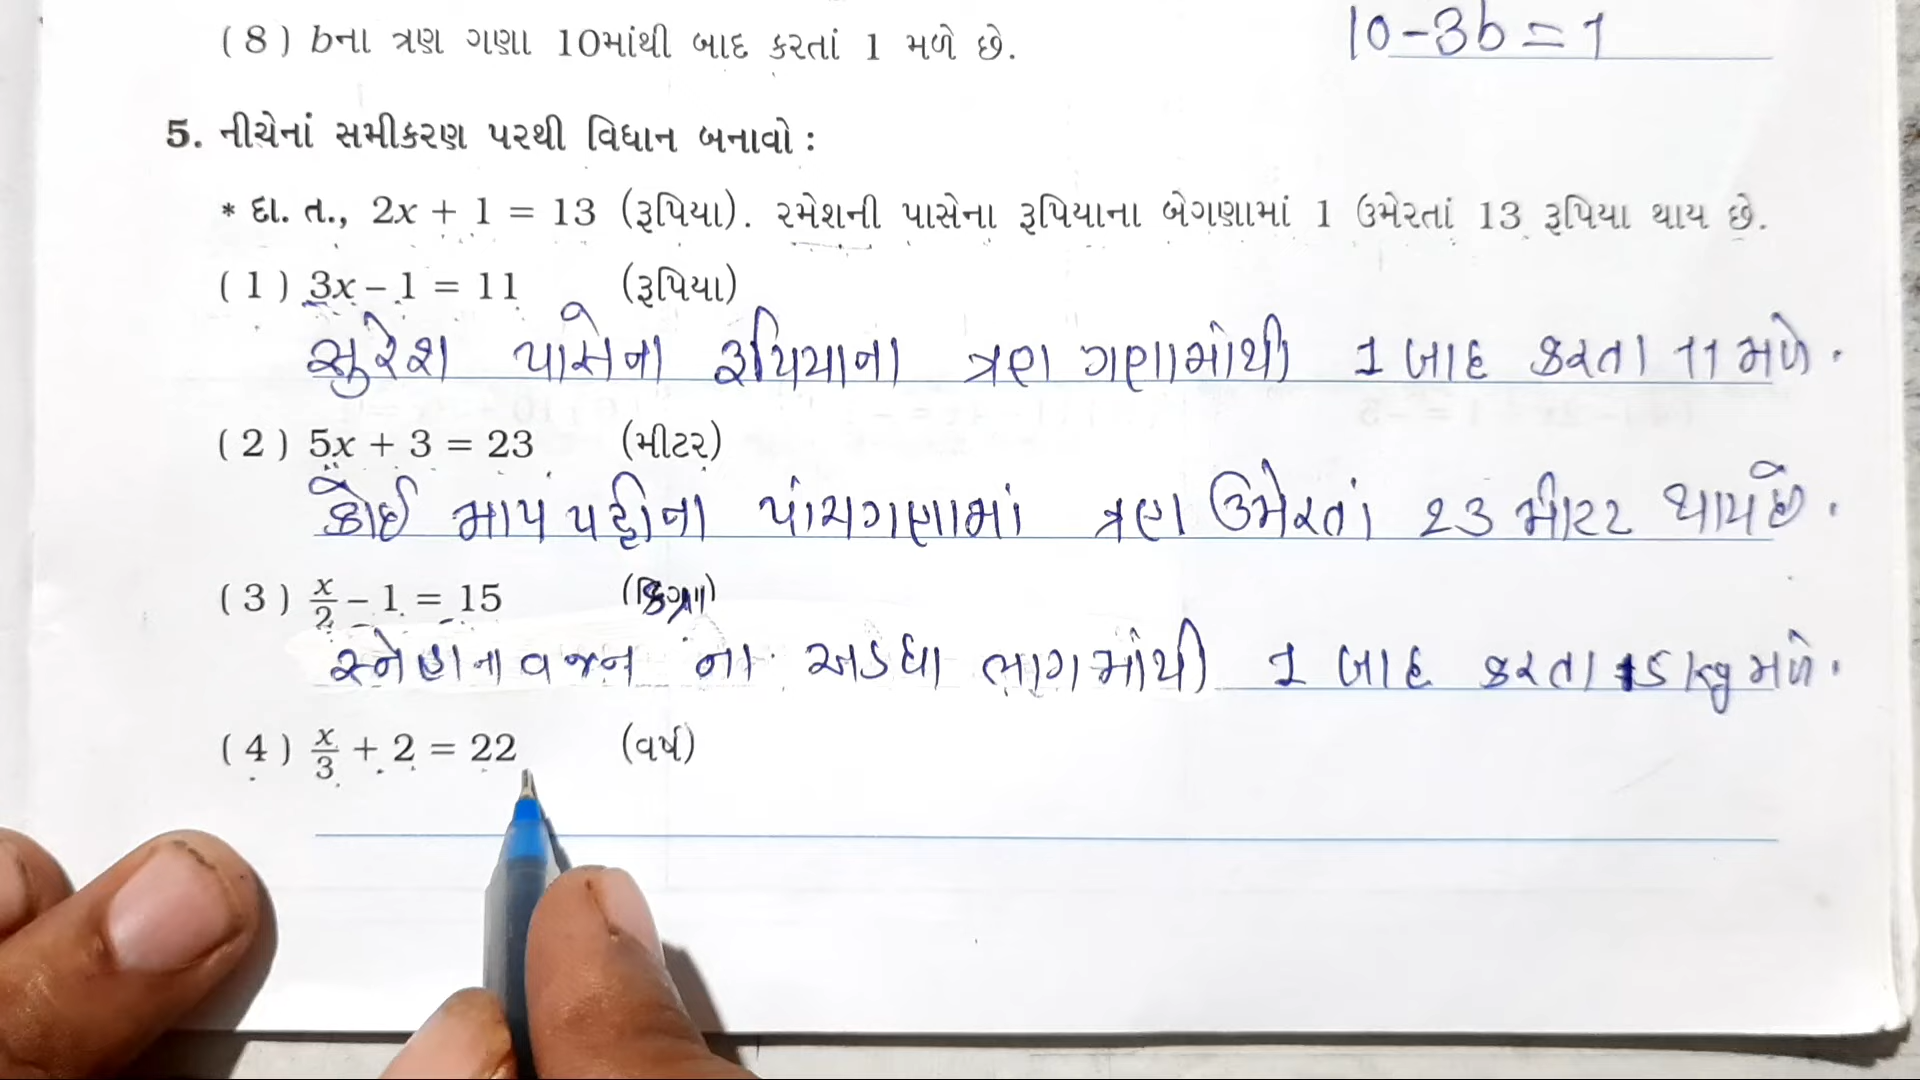 (8) bના ત્રણ ગણા 10માંથી બાદ કરતાં 1 મળે છે. 10-3b=1
5. નીચેનાં સમીકરણ પરથી વિધાન બનાવો :
* દા. ત., 2x + 1 = 13 (રૂપિયા). રમેશની પાસેના રૂપિયાના બેગણામાં 1 ઉમેરતાં 13 રૂપિયા થાય છે.
(1) 3x – 1 = 11 (રૂપિયા)
સુરેશ પાસેના રૂપિયાના ત્રણ ગણામાંથી 1 બાદ કરતા 11 મળે.
(2) 5x + 3 = 23 (મીટર)
કોઈ માપ પટ્ટીના પાંચગણામાં ત્રણ ઉમેરતાં 23 મીટર થાય છે.
(3) x/2 – 1 = 15 (કિગ્રા)
સ્નેહાના વજન ના અડધા ભાગમાંથી 1 બાદ કરતા 15 kg મળે.
(4) x/3 + 2 = 22 (વર્ષ)